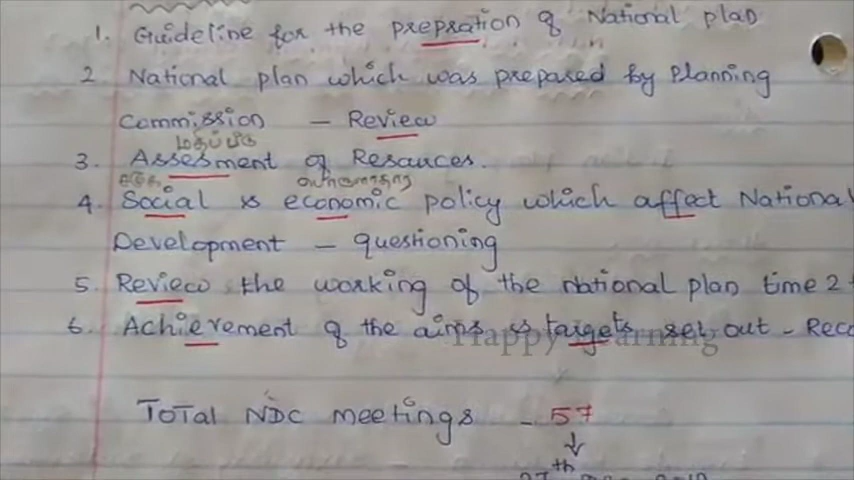 1. Guideline for the prepration of National plan
2 National plan which was prepared by Planning
Commission - Review
மதிப்பீடு
3. Assesment of Resources.
சமூக பொருளாதார
4. Social & economic policy which affect National
Development - questioning
5. Review the working of the national plan time 2
6. Achievement of the aims & targets set out - Reco
Happy Learning
Total NDC meetings - 57